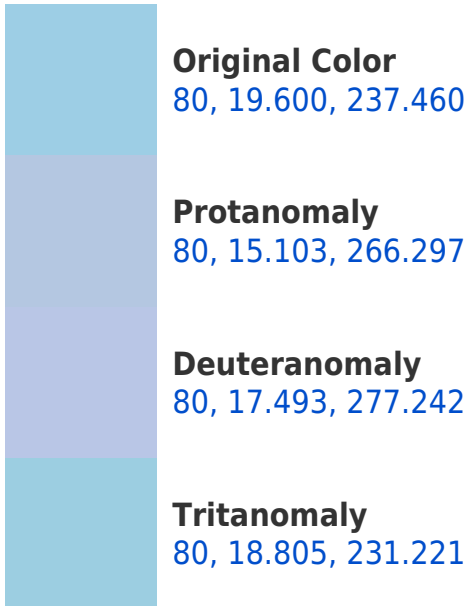 Original Color
80, 19.600, 237.460
Protanomaly
80, 15.103, 266.297
Deuteranomaly
80, 17.493, 277.242
Tritanomaly
80, 18.805, 231.221